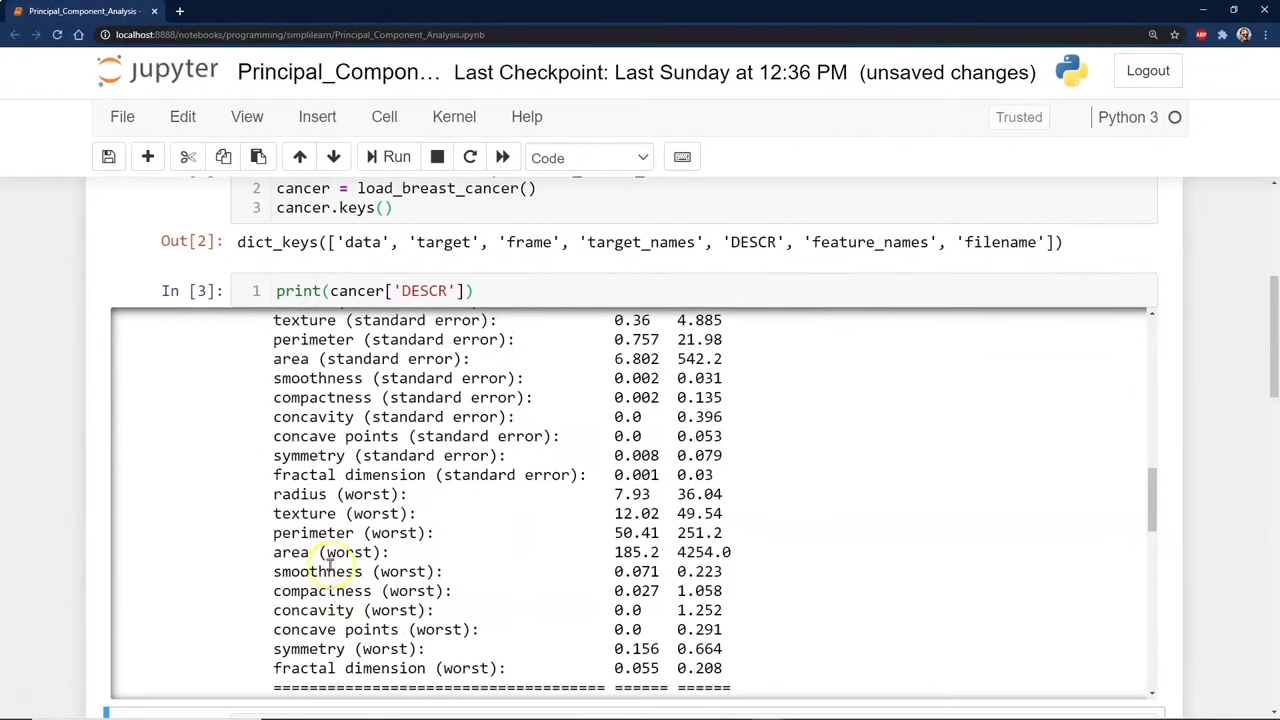 Principal_Component_Analysis -
localhost:8888/notebooks/programming/simplilearn/Principal_Component_Analysis.ipynb
ABP
jupyter Principal_Compon... Last Checkpoint: Last Sunday at 12:36 PM (unsaved changes) Logout
File Edit View Insert Cell Kernel Help Trusted Python 3
Run Code
2 cancer = load_breast_cancer()
3 cancer.keys()
Out[2]: dict_keys(['data', 'target', 'frame', 'target_names', 'DESCR', 'feature_names', 'filename'])
In [3]: 1 print(cancer['DESCR'])
texture (standard error): 0.36 4.885
perimeter (standard error): 0.757 21.98
area (standard error): 6.802 542.2
smoothness (standard error): 0.002 0.031
compactness (standard error): 0.002 0.135
concavity (standard error): 0.0 0.396
concave points (standard error): 0.0 0.053
symmetry (standard error): 0.008 0.079
fractal dimension (standard error): 0.001 0.03
radius (worst): 7.93 36.04
texture (worst): 12.02 49.54
perimeter (worst): 50.41 251.2
area (worst): 185.2 4254.0
smoothness (worst): 0.071 0.223
compactness (worst): 0.027 1.058
concavity (worst): 0.0 1.252
concave points (worst): 0.0 0.291
symmetry (worst): 0.156 0.664
fractal dimension (worst): 0.055 0.208
===================================== ====== ======